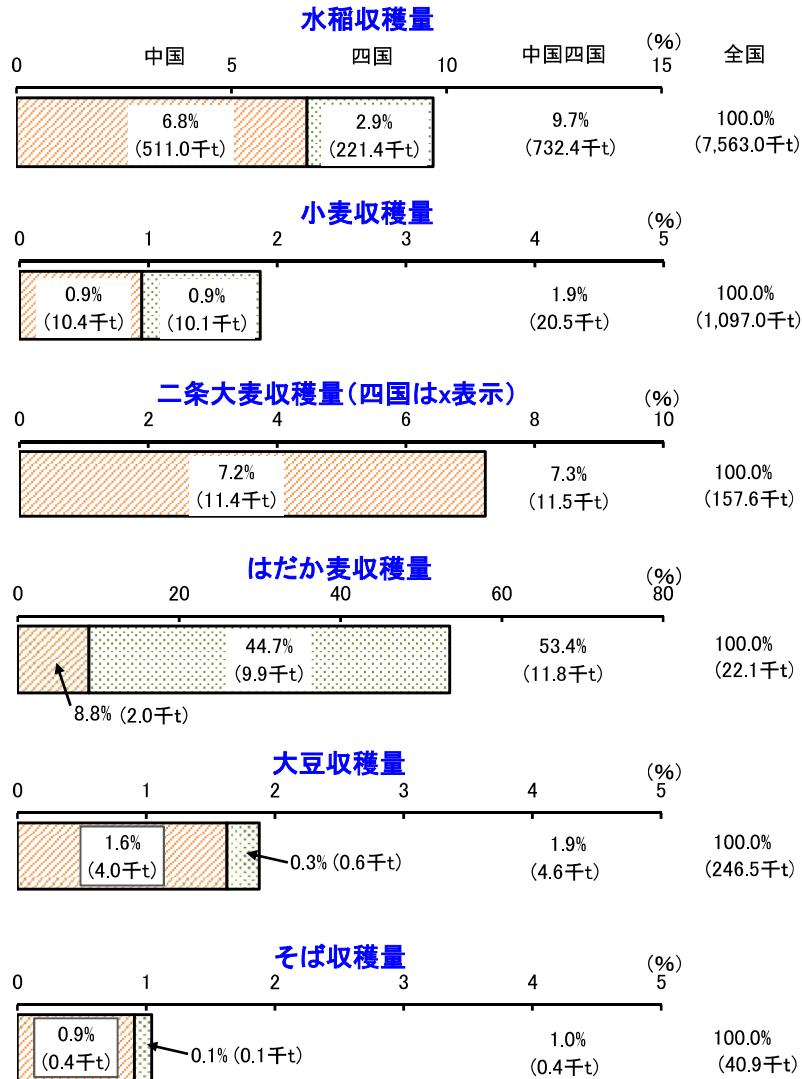 水稲収穫量
中国 四国 中国四国 (%) 全国
0 5 10 15
6.8% 2.9% 9.7% 100.0%
(511.0千t) (221.4千t) (732.4千t) (7,563.0千t)
小麦収穫量
(%)
0 1 2 3 4 5
0.9% 0.9% 1.9% 100.0%
(10.4千t) (10.1千t) (20.5千t) (1,097.0千t)
二条大麦収穫量(四国はx表示)
(%)
0 2 4 6 8 10
7.2% 7.3% 100.0%
(11.4千t) (11.5千t) (157.6千t)
はだか麦収穫量
(%)
0 20 40 60 80
44.7% 53.4% 100.0%
(9.9千t) (11.8千t) (22.1千t)
8.8% (2.0千t)
大豆収穫量
(%)
0 1 2 3 4 5
1.6% 1.9% 100.0%
(4.0千t) 0.3% (0.6千t) (4.6千t) (246.5千t)
そば収穫量
(%)
0 1 2 3 4 5
0.9% 1.0% 100.0%
(0.4千t) 0.1% (0.1千t) (0.4千t) (40.9千t)